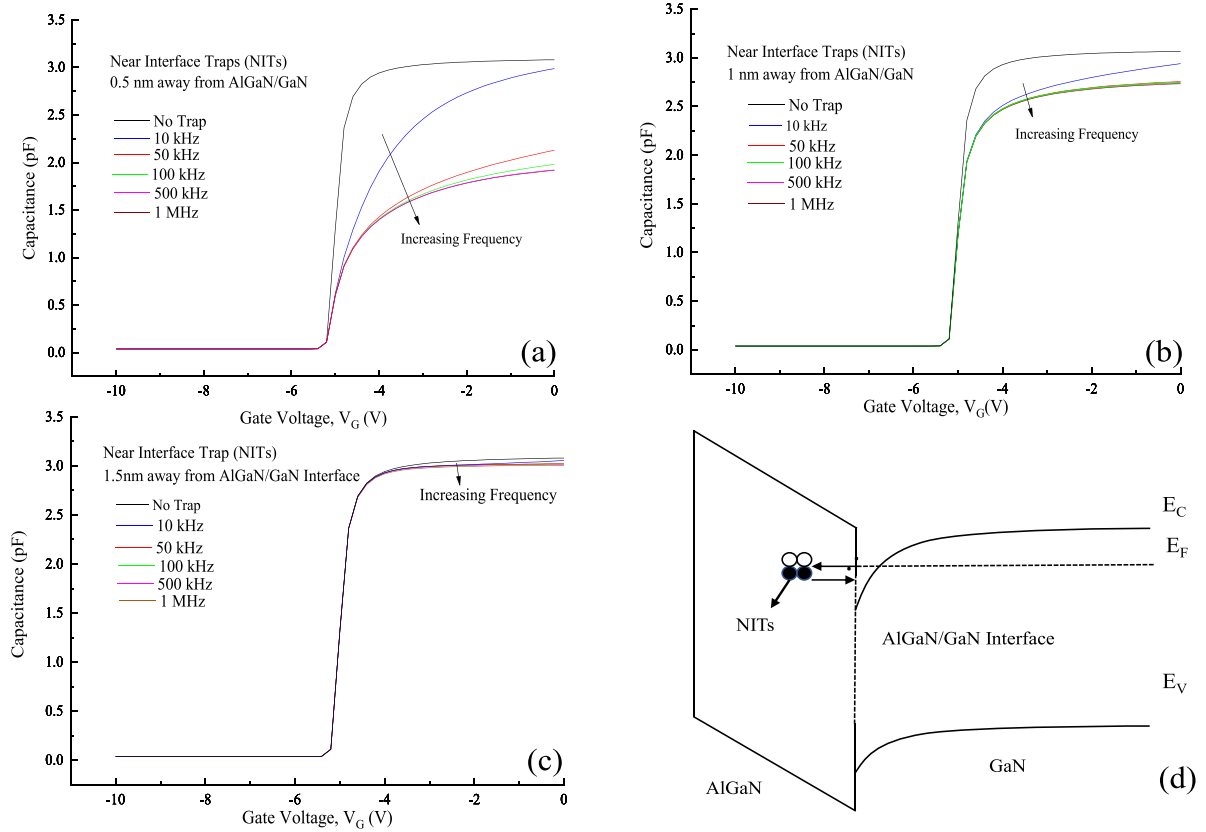 3.5
3.0
2.5
2.0
1.5
1.0
0.5
0.0
Capacitance (pF)
Near Interface Traps (NITs)
0.5 nm away from AlGaN/GaN
No Trap
10 kHz
50 kHz
100 kHz
500 kHz
1 MHz
Increasing Frequency
(a)
-10
-8
-6
-4
-2
0
Gate Voltage, VG (V)
3.5
3.0
2.5
2.0
1.5
1.0
0.5
0.0
Capacitance (pF)
Near Interface Traps (NITs)
1 nm away from AlGaN/GaN
No Trap
10 kHz
50 kHz
100 kHz
500 kHz
1 MHz
Increasing Frequency
(b)
-10
-8
-6
-4
-2
0
Gate Voltage, VG(V)
3.5
3.0
2.5
2.0
1.5
1.0
0.5
0.0
Capacitance (pF)
Near Interface Trap (NITs)
1.5nm away from AlGaN/GaN Interface
No Trap
10 kHz
50 kHz
100 kHz
500 kHz
1 MHz
Increasing Frequency
(c)
-10
-8
-6
-4
-2
0
Gate Voltage, VG (V)
EC
EF
NITs
AlGaN/GaN Interface
EV
GaN
AlGaN
(d)